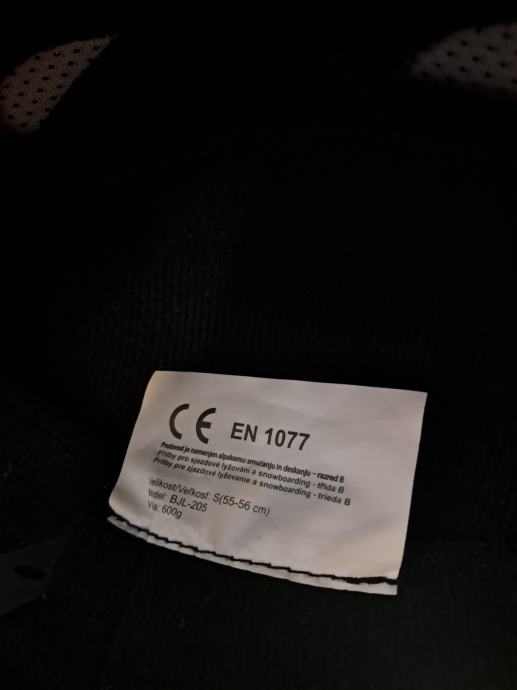 CE EN 1077
Proizvod je namenjen alpskemu smučanju in deskanju - razred B
Přilby pro sjezdové lyžování a snowboarding - třída B
Prilby pre zjazdové lyžovanie a snowboarding - trieda B
Velikost/Veľkosť: S(55-56 cm)
Model: BJL-205
Via: 600g